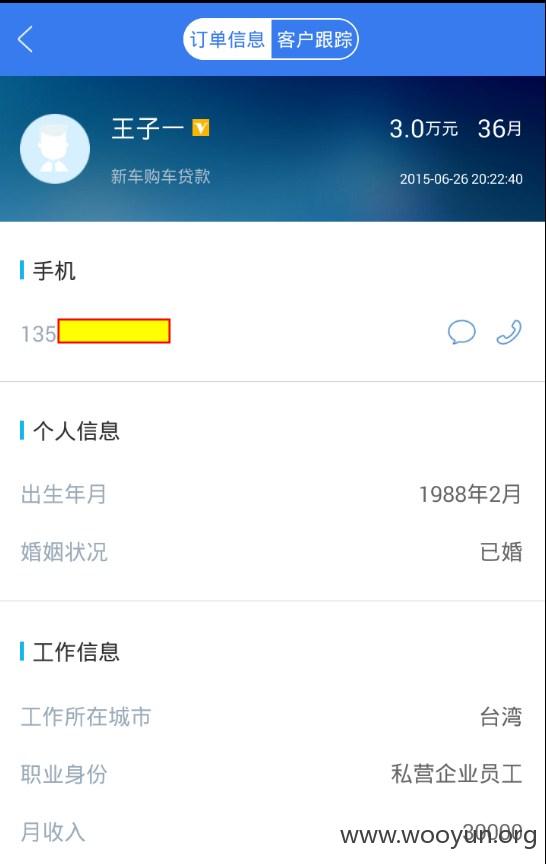 订单信息 客户跟踪
王子一 V 3.0万元 36月
新车购车贷款 2015-06-26 20:22:40
手机
135
个人信息
出生年月 1988年2月
婚姻状况 已婚
工作信息
工作所在城市 台湾
职业身份 私营企业员工
月收入 30000
www.wooyun.org